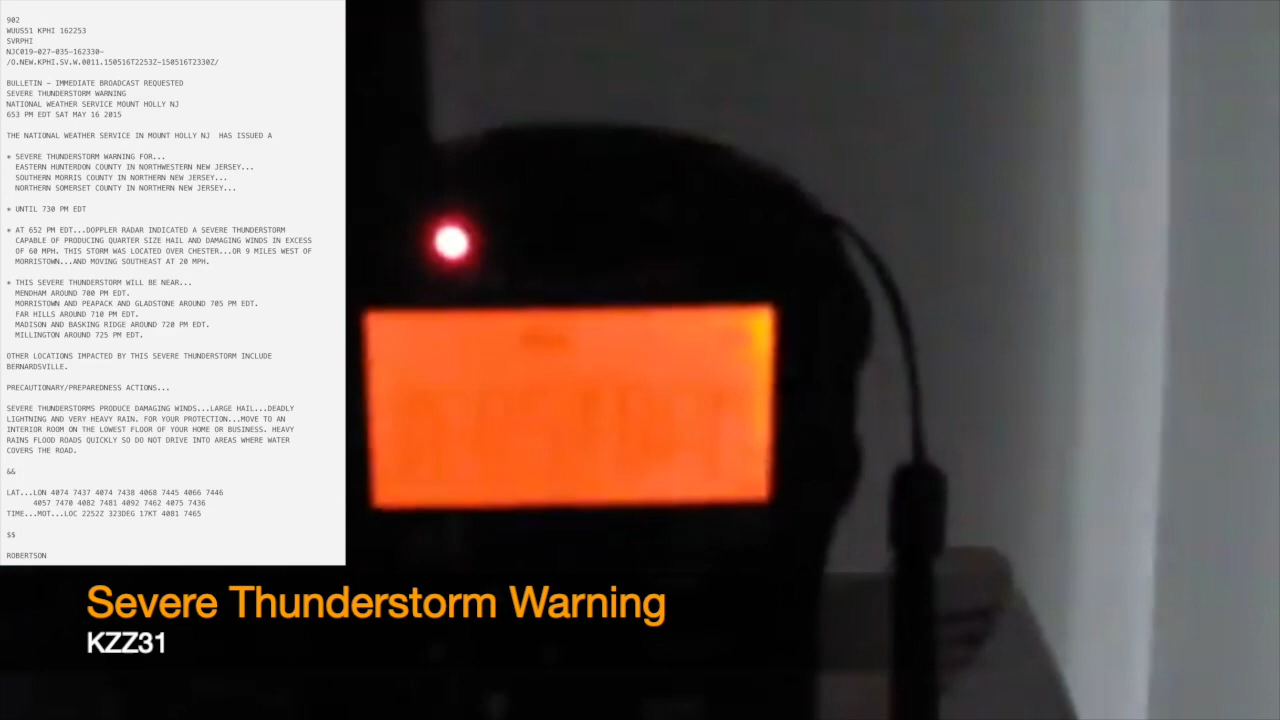 902
WUUS51 KPHI 162253
SVRPHI
NJC019-027-035-162330-
/O.NEW.KPHI.SV.W.0011.150516T2253Z-150516T2330Z/
BULLETIN - IMMEDIATE BROADCAST REQUESTED
SEVERE THUNDERSTORM WARNING
NATIONAL WEATHER SERVICE MOUNT HOLLY NJ
653 PM EDT SAT MAY 16 2015
THE NATIONAL WEATHER SERVICE IN MOUNT HOLLY NJ  HAS ISSUED A
* SEVERE THUNDERSTORM WARNING FOR...
EASTERN HUNTERDON COUNTY IN NORTHWESTERN NEW JERSEY...
SOUTHERN MORRIS COUNTY IN NORTHERN NEW JERSEY...
NORTHERN SOMERSET COUNTY IN NORTHERN NEW JERSEY...
* UNTIL 730 PM EDT
* AT 652 PM EDT...DOPPLER RADAR INDICATED A SEVERE THUNDERSTORM
CAPABLE OF PRODUCING QUARTER SIZE HAIL AND DAMAGING WINDS IN EXCESS
OF 60 MPH. THIS STORM WAS LOCATED OVER CHESTER...OR 9 MILES WEST OF
MORRISTOWN...AND MOVING SOUTHEAST AT 20 MPH.
* THIS SEVERE THUNDERSTORM WILL BE NEAR...
MENDHAM AROUND 700 PM EDT.
MORRISTOWN AND PEAPACK AND GLADSTONE AROUND 705 PM EDT.
FAR HILLS AROUND 710 PM EDT.
MADISON AND BASKING RIDGE AROUND 720 PM EDT.
MILLINGTON AROUND 725 PM EDT.
OTHER LOCATIONS IMPACTED BY THIS SEVERE THUNDERSTORM INCLUDE
BERNARDSVILLE.
PRECAUTIONARY/PREPAREDNESS ACTIONS...
SEVERE THUNDERSTORMS PRODUCE DAMAGING WINDS...LARGE HAIL...DEADLY
LIGHTNING AND VERY HEAVY RAIN. FOR YOUR PROTECTION...MOVE TO AN
INTERIOR ROOM ON THE LOWEST FLOOR OF YOUR HOME OR BUSINESS. HEAVY
RAINS FLOOD ROADS QUICKLY SO DO NOT DRIVE INTO AREAS WHERE WATER
COVERS THE ROAD.
&&
LAT...LON 4074 7437 4074 7438 4068 7445 4066 7446
4057 7470 4082 7481 4092 7462 4075 7436
TIME...MOT...LOC 2252Z 323DEG 17KT 4081 7465
$$
ROBERTSON
Severe Thunderstorm Warning
KZZ31